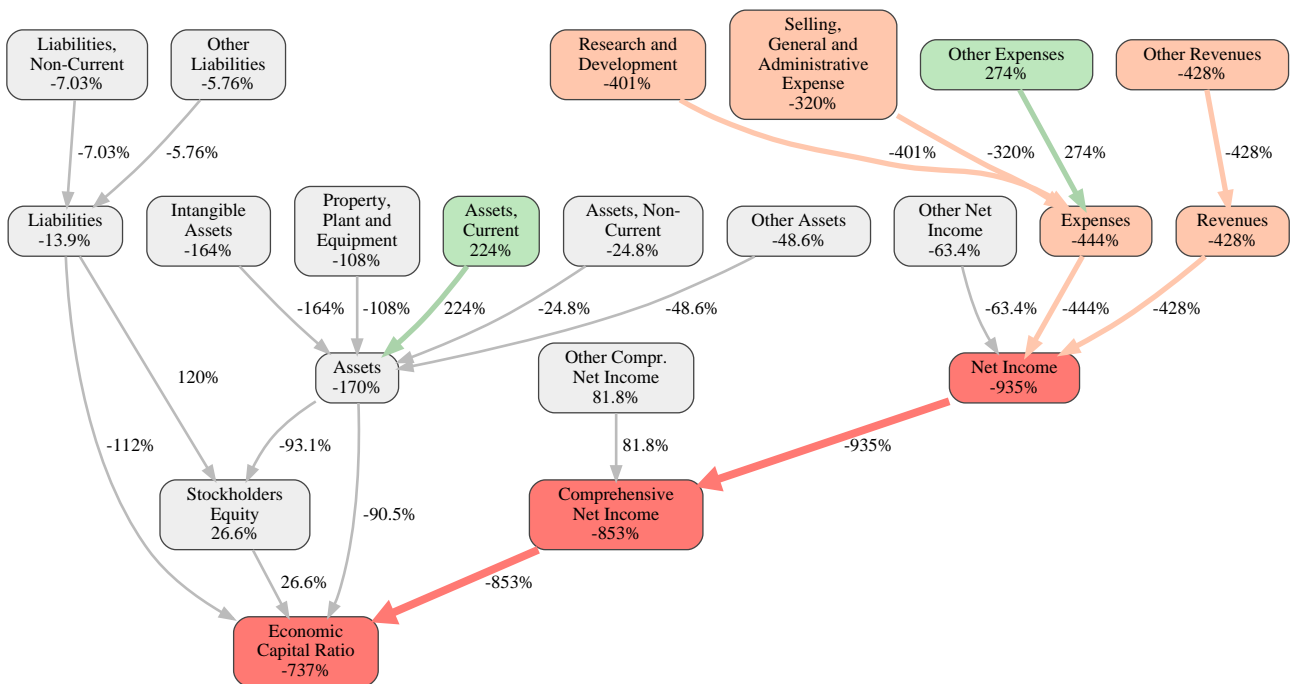 Liabilities,
Non-Current
-7.03%
Other
Liabilities
-5.76%
Research and
Development
-401%
Selling,
General and
Administrative
Expense
-320%
Other Expenses
274%
Other Revenues
-428%
-7.03%
-5.76%
-401%
-320%
274%
-428%
Liabilities
-13.9%
Intangible
Assets
-164%
Property,
Plant and
Equipment
-108%
Assets,
Current
224%
Assets, Non-
Current
-24.8%
Other Assets
-48.6%
Other Net
Income
-63.4%
Expenses
-444%
Revenues
-428%
-164%
-108%
224%
-24.8%
-48.6%
-63.4%
-444%
-428%
120%
Assets
-170%
Other Compr.
Net Income
81.8%
Net Income
-935%
-112%
-93.1%
81.8%
-935%
Stockholders
Equity
26.6%
-90.5%
Comprehensive
Net Income
-853%
26.6%
-853%
Economic
Capital Ratio
-737%